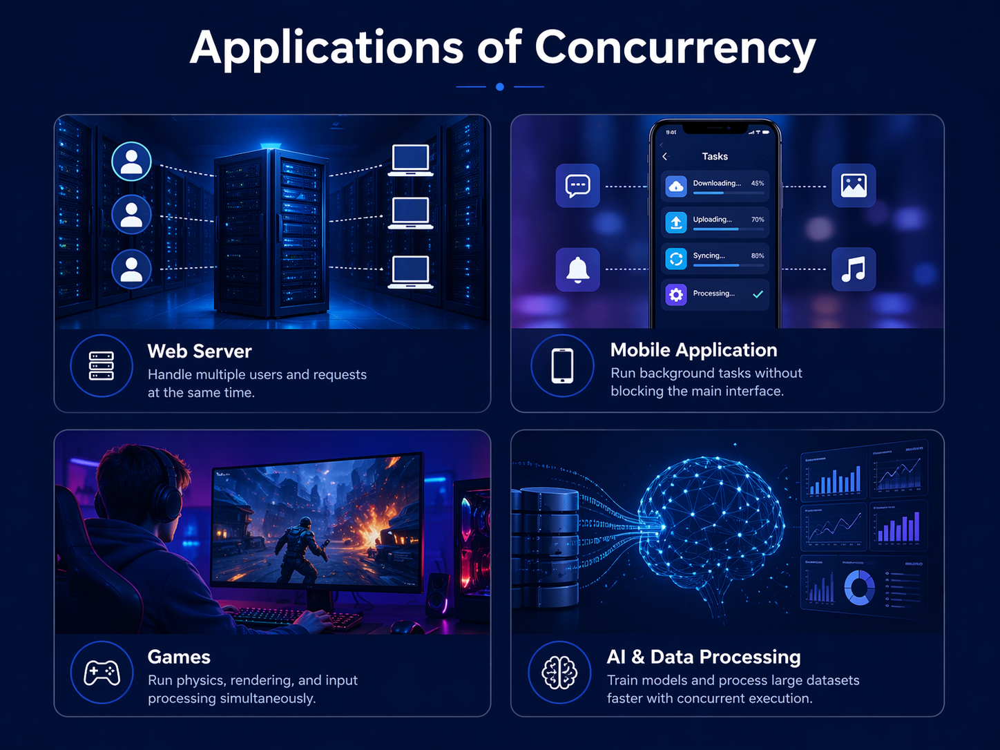 Applications of Concurrency
9:41
Tasks
Downloading... 45%
Uploading... 70%
Syncing... 80%
Processing...
Web Server
Handle multiple users and requests
at the same time.
Mobile Application
Run background tasks without
blocking the main interface.
Games
Run physics, rendering, and input
processing simultaneously.
AI & Data Processing
Train models and process large datasets
faster with concurrent execution.